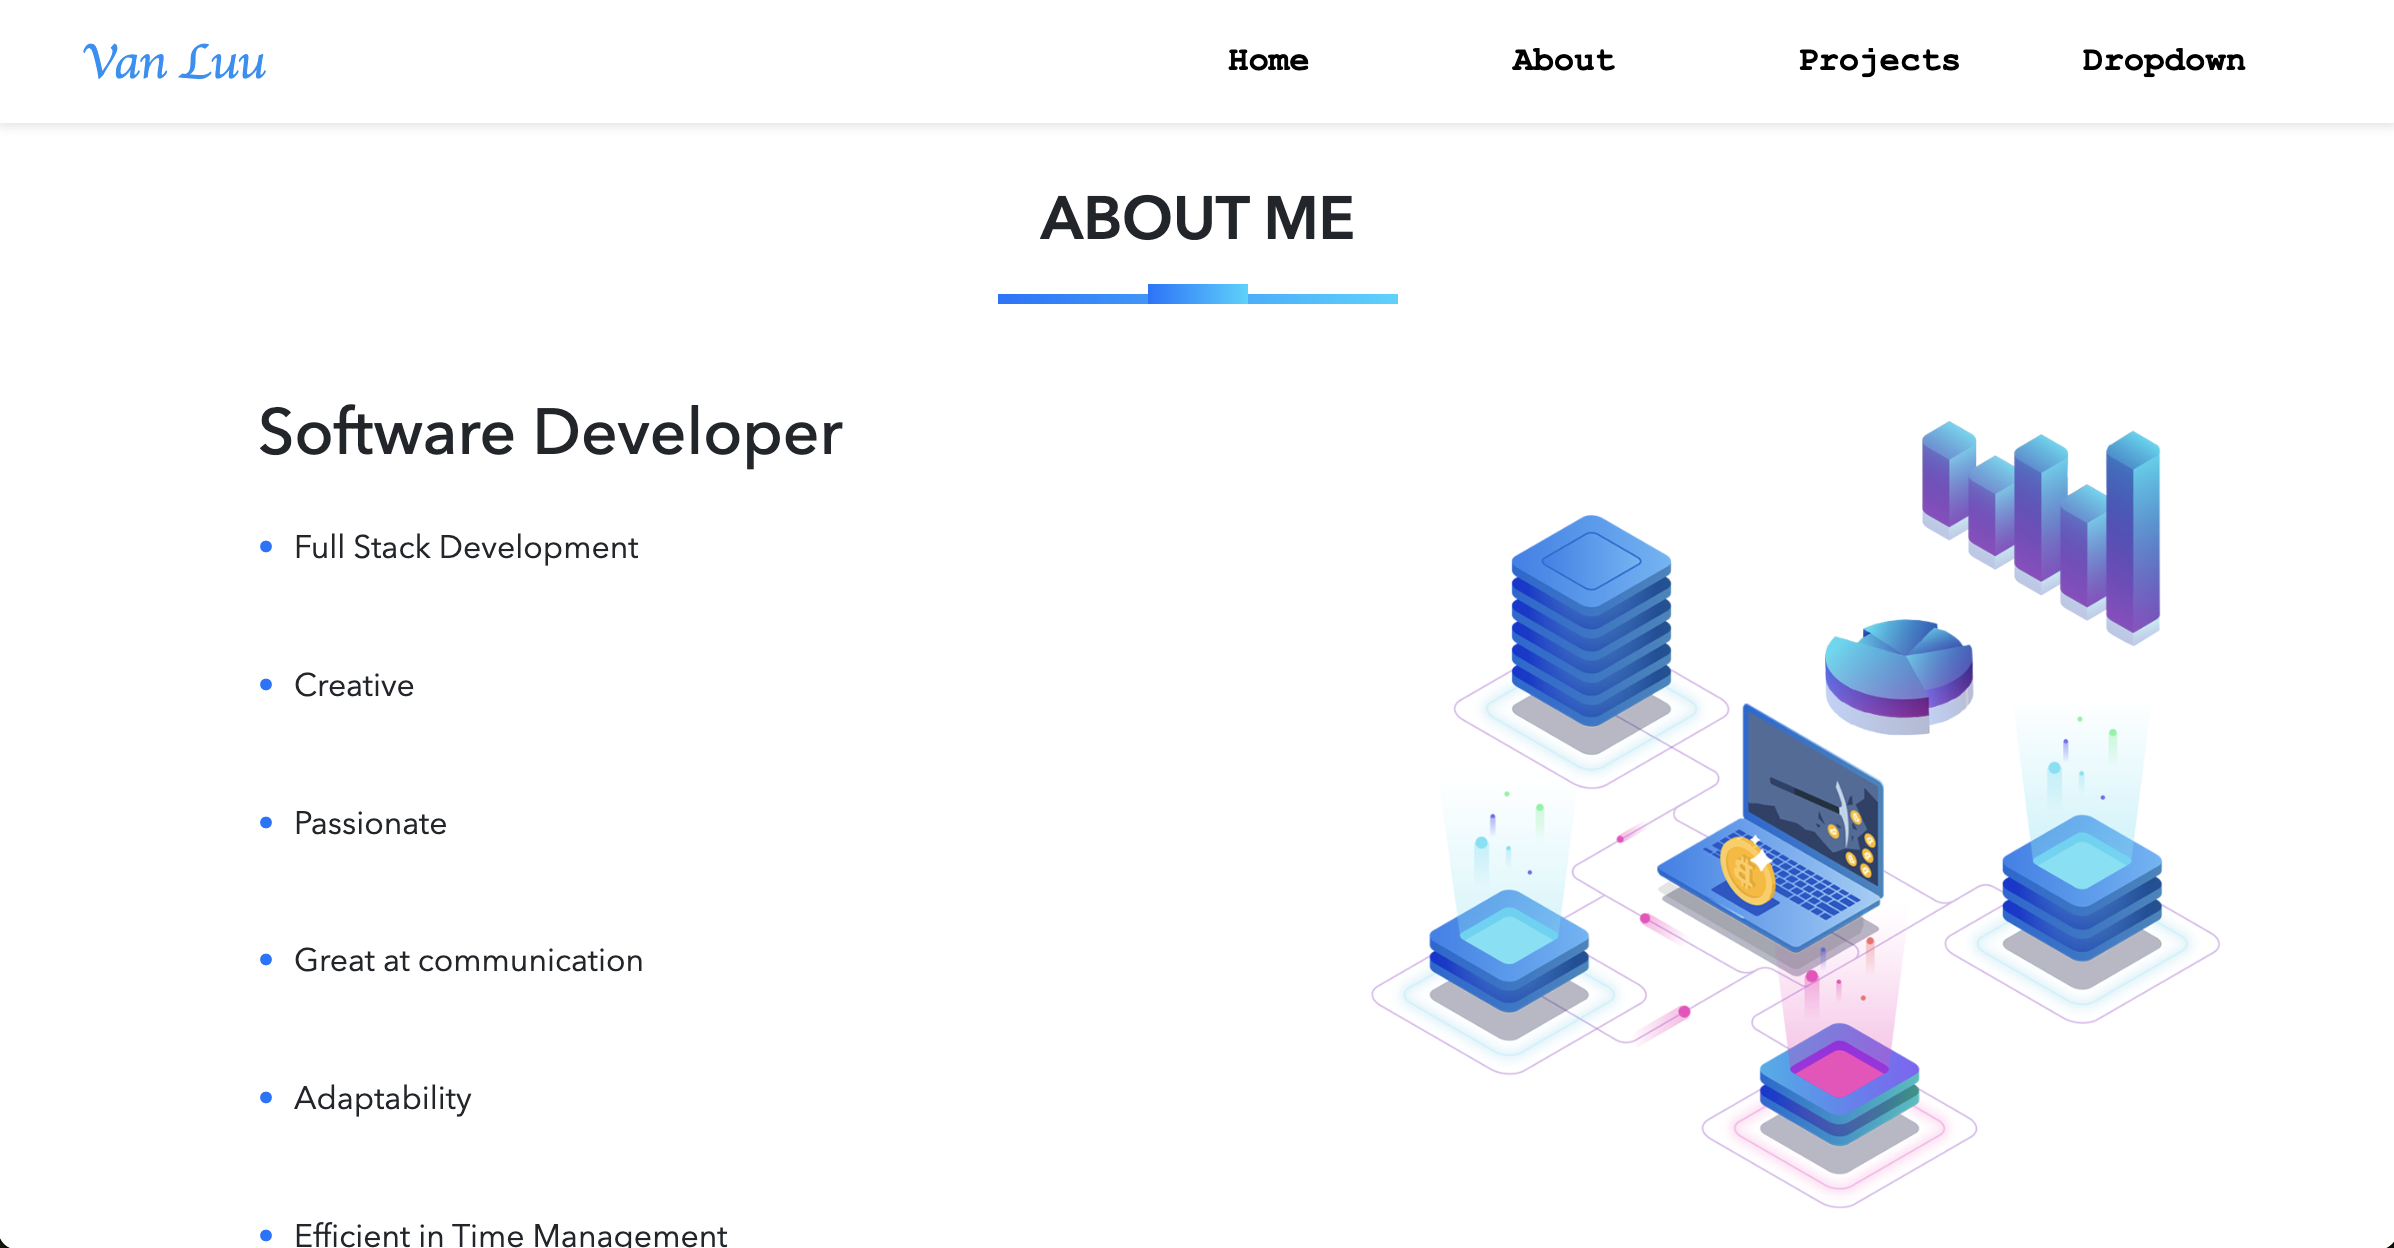 Van Luu
Home About Projects Dropdown
ABOUT ME
Software Developer
Full Stack Development
Creative
Passionate
Great at communication
Adaptability
Efficient in Time Management